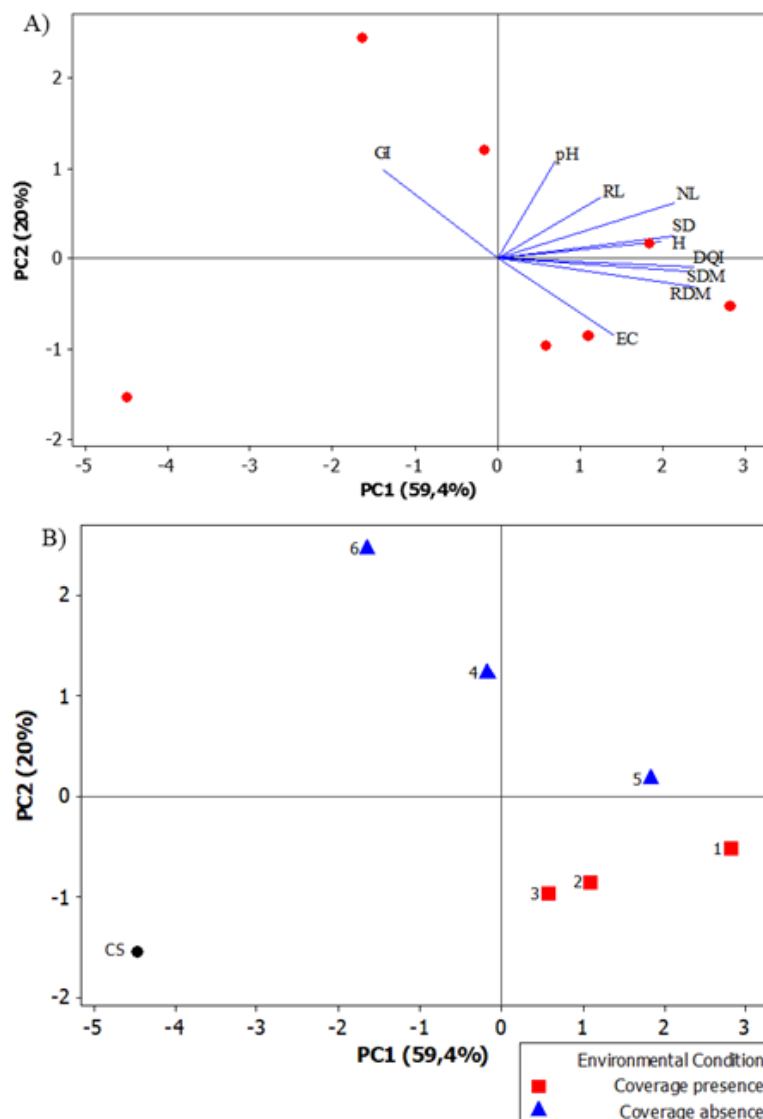 A)
PC2 (20%)
2
1
0
-1
-2
GI
pH
RL
NL
SD
H
DQI
SDM
RDM
EC
-5 -4 -3 -2 -1 0 1 2 3
PC1 (59,4%)
B)
PC2 (20%)
2
1
0
-1
-2
6
4
5
1
2
3
CS
-5 -4 -3 -2 -1 0 1 2 3
PC1 (59,4%)
Environmental Condition
Coverage presence
Coverage absence